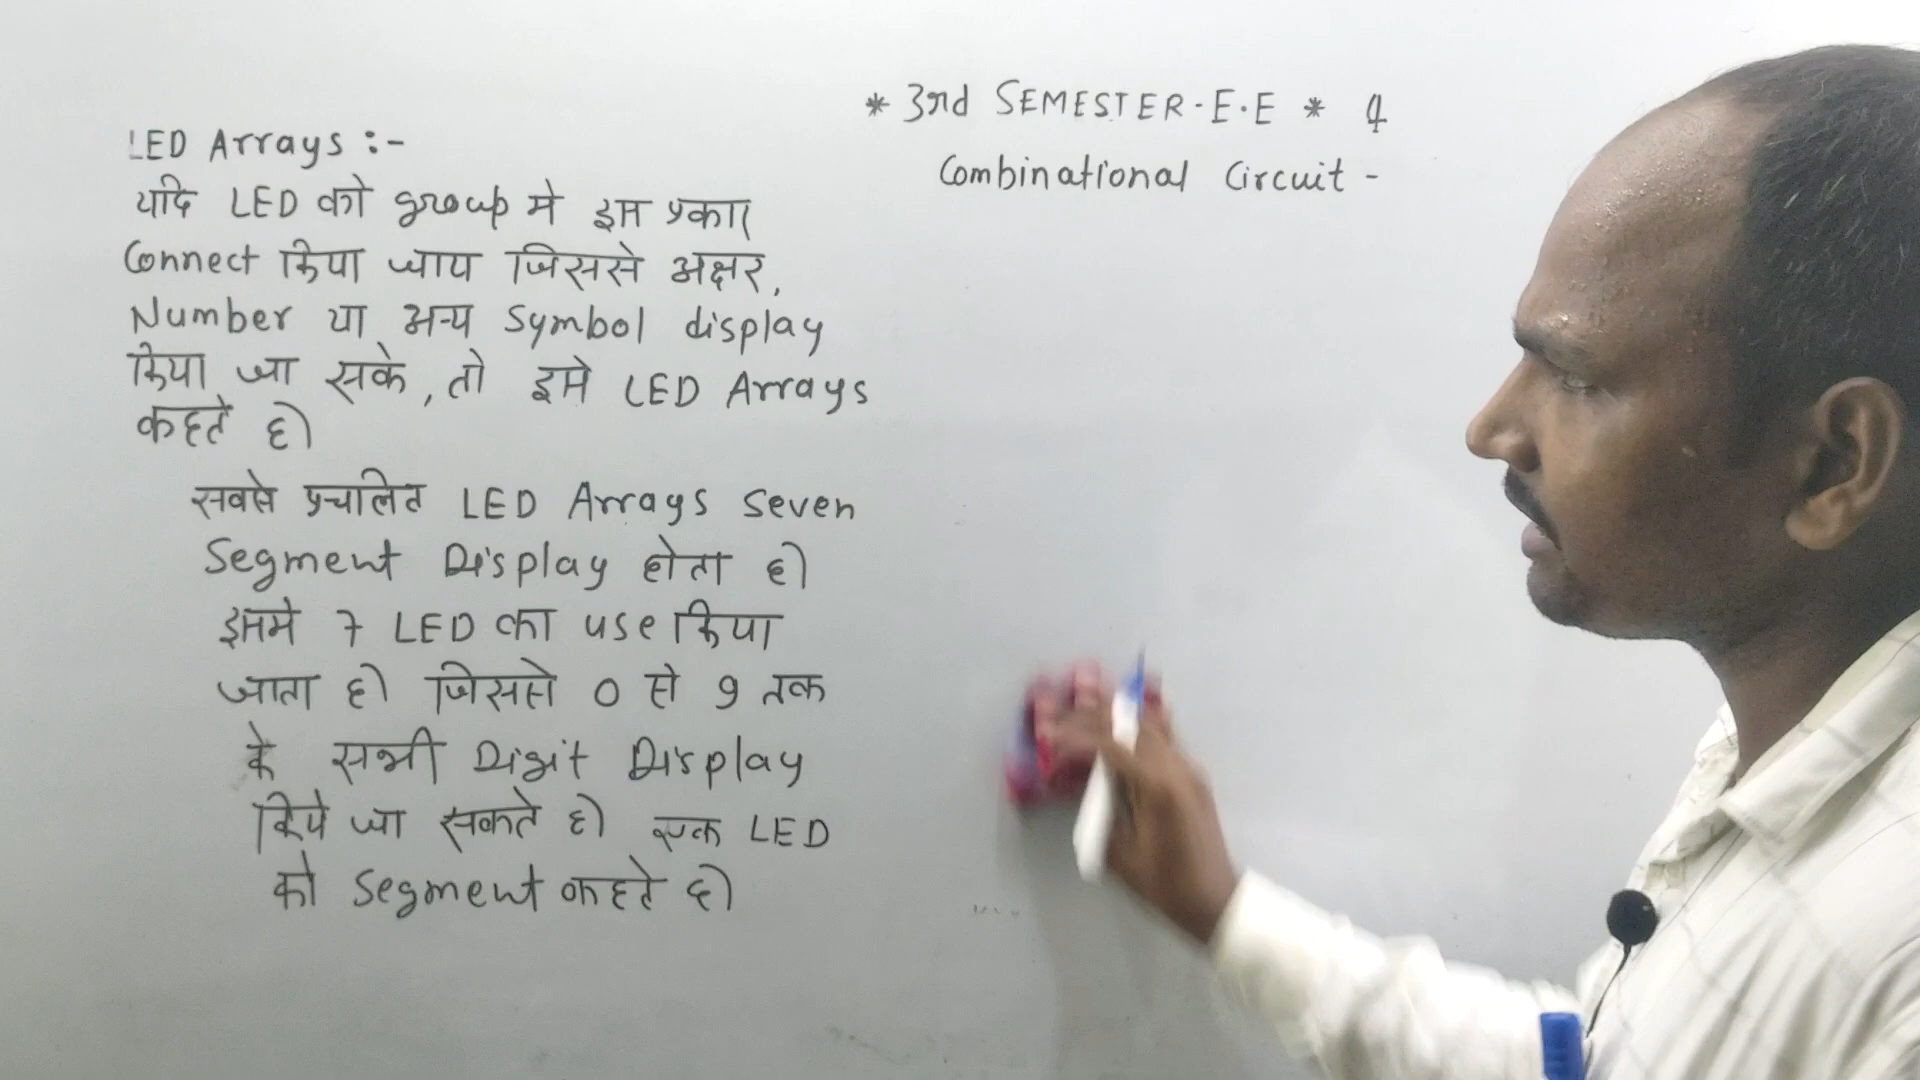 * 3rd SEMESTER-E.E * 4
Combinational Circuit -
LED Arrays :-
यदि LED को group मे इस प्रकार
Connect किया जाय जिससे अक्षर,
Number या अन्य Symbol display
किया जा सके, तो इसे LED Arrays
कहते है।
सबसे प्रचलित LED Arrays Seven
Segment Display होता है।
इसमे 7 LED का use किया
जाता है। जिससे 0 से 9 तक
के सभी Digit Display
किये जा सकते है। एक LED
को Segment कहते है।